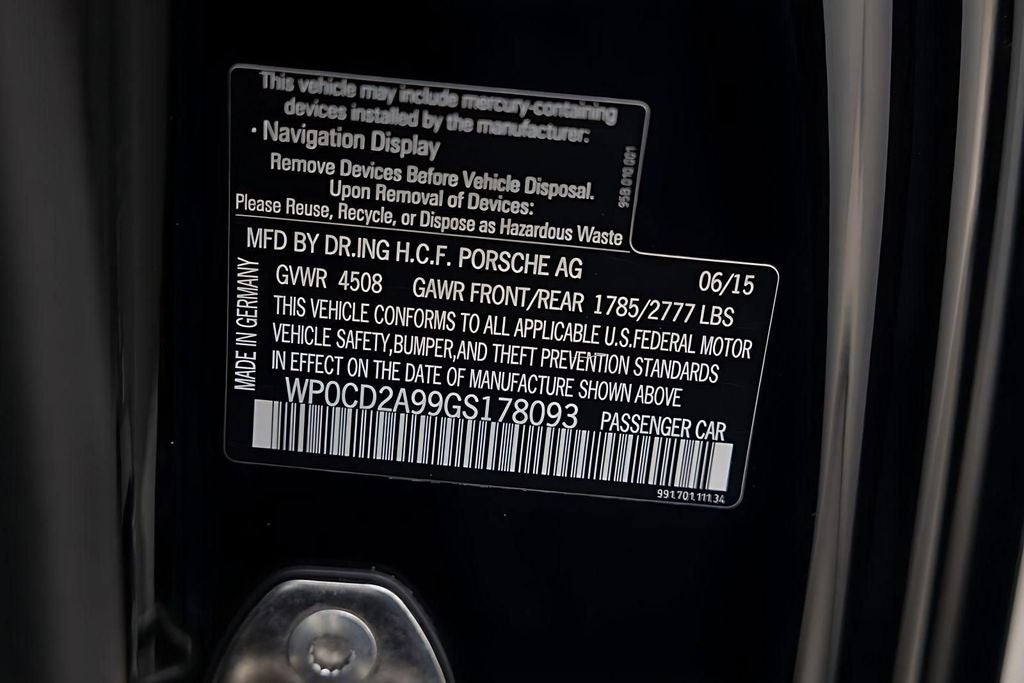 This vehicle may include mercury-containing
devices installed by the manufacturer:
· Navigation Display
Remove Devices Before Vehicle Disposal.
Upon Removal of Devices:
Please Reuse, Recycle, or Dispose as Hazardous Waste
958 010 001
MFD BY DR.ING H.C.F. PORSCHE AG 06/15
GVWR 4508 GAWR FRONT/REAR 1785/2777 LBS
THIS VEHICLE CONFORMS TO ALL APPLICABLE U.S.FEDERAL MOTOR
VEHICLE SAFETY,BUMPER,AND THEFT PREVENTION STANDARDS
IN EFFECT ON THE DATE OF MANUFACTURE SHOWN ABOVE
MADE IN GERMANY
WP0CD2A99GS178093 PASSENGER CAR
991.701.111.34